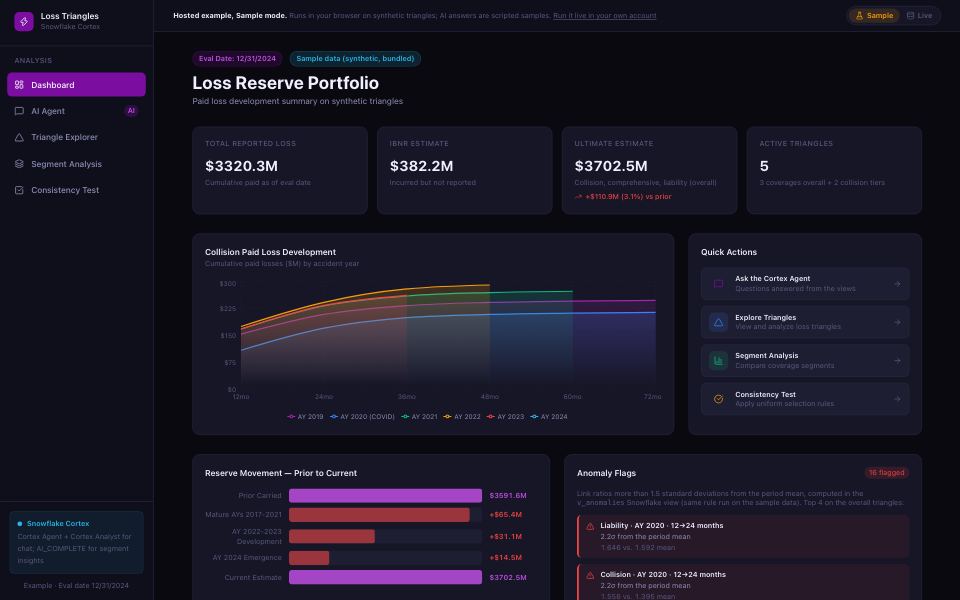 Loss Triangles
Snowflake Cortex
ANALYSIS
Dashboard
AI Agent
AI
Triangle Explorer
Segment Analysis
Consistency Test
Snowflake Cortex
Cortex Agent + Cortex Analyst for
chat; AI_COMPLETE for segment
insights
Example · Eval date 12/31/2024
Hosted example, Sample mode. Runs in your browser on synthetic triangles; AI answers are scripted samples. Run it live in your own account
Sample
Live
Eval Date: 12/31/2024
Sample data (synthetic, bundled)
Loss Reserve Portfolio
Paid loss development summary on synthetic triangles
TOTAL REPORTED LOSS
$3320.3M
Cumulative paid as of eval date
IBNR ESTIMATE
$382.2M
Incurred but not reported
ULTIMATE ESTIMATE
$3702.5M
Collision, comprehensive, liability (overall)
+$110.9M (3.1%) vs prior
ACTIVE TRIANGLES
5
3 coverages overall + 2 collision tiers
Collision Paid Loss Development
Cumulative paid losses ($M) by accident year
$300
$225
$150
$75
$0
12mo 24mo 36mo 48mo 60mo 72mo
AY 2019 AY 2020 (COVID) AY 2021 AY 2022 AY 2023 AY 2024
Quick Actions
Ask the Cortex Agent
Questions answered from the views
Explore Triangles
View and analyze loss triangles
Segment Analysis
Compare coverage segments
Consistency Test
Apply uniform selection rules
Reserve Movement — Prior to Current
Prior Carried $3591.6M
Mature AYs 2017-2021 +$65.4M
AY 2022-2023
Development
+$31.1M
AY 2024 Emergence +$14.5M
Current Estimate $3702.5M
Anomaly Flags
16 flagged
Link ratios more than 1.5 standard deviations from the period mean, computed in the
v_anomalies Snowflake view (same rule run on the sample data). Top 4 on the overall triangles.
Liability · AY 2020 · 12→24 months
2.2σ from the period mean
1.646 vs. 1.592 mean
Collision · AY 2020 · 12→24 months
2.2σ from the period mean
1.556 vs. 1.395 mean